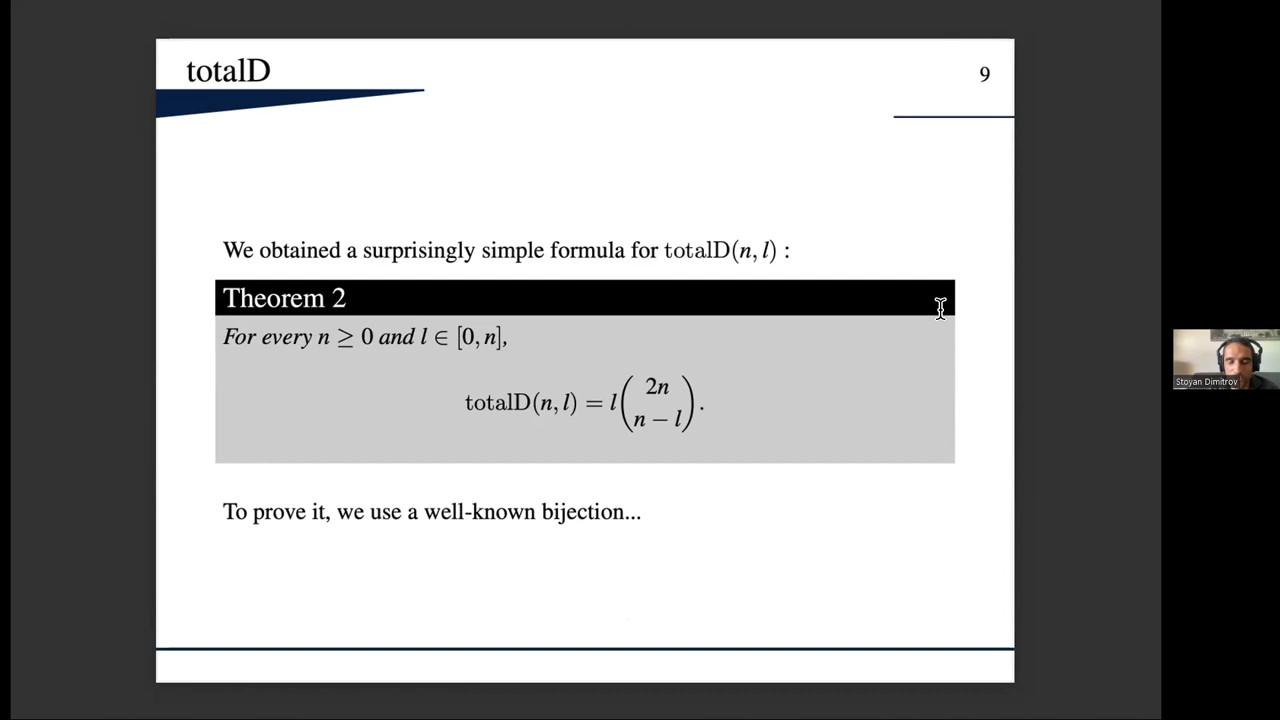 totalD
9
We obtained a surprisingly simple formula for totalD(n, l) :
Theorem 2
For every n ≥ 0 and l ∈ [0, n],
totalD(n, l) = l(2n
n − l).
To prove it, we use a well-known bijection...
Stoyan Dimitrov